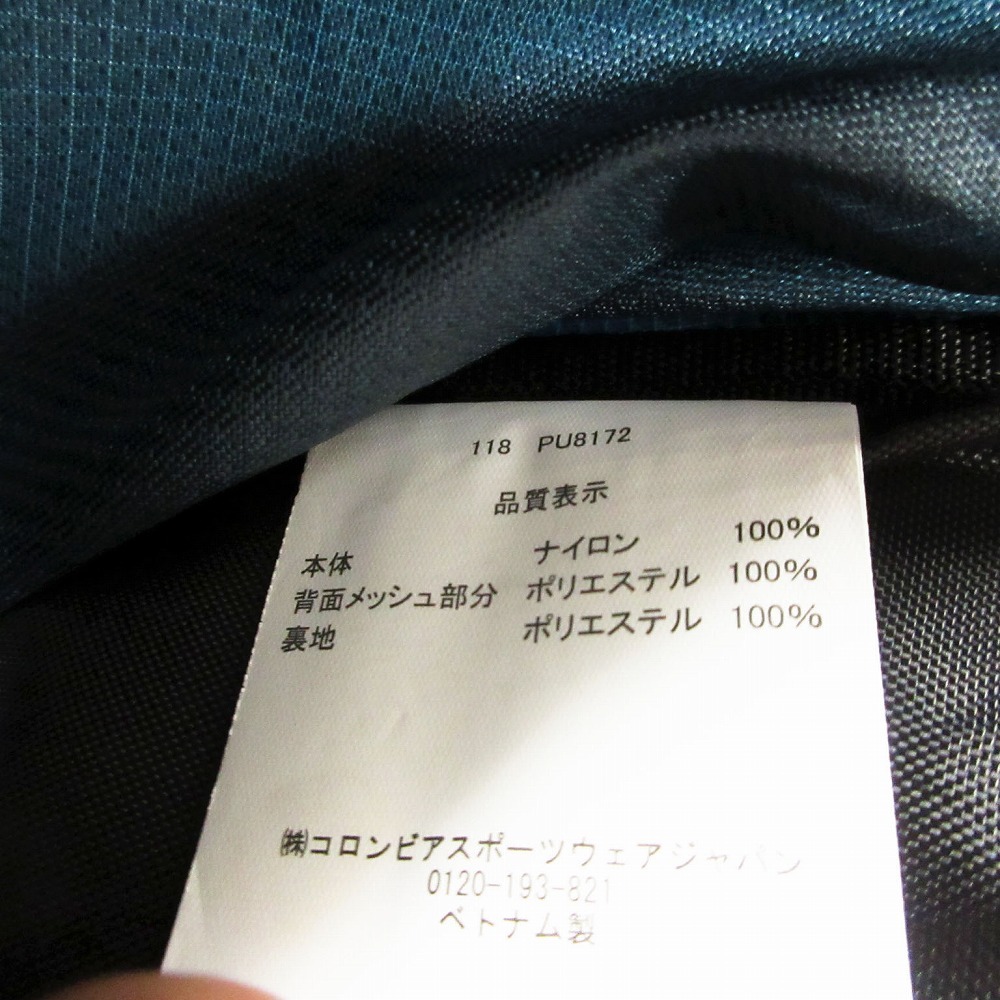 118 PU8172
品質表示
本体 ナイロン 100%
背面メッシュ部分 ポリエステル 100%
裏地 ポリエステル 100%
㈱コロンビアスポーツウェアジャパン
0120-193-821
ベトナム製